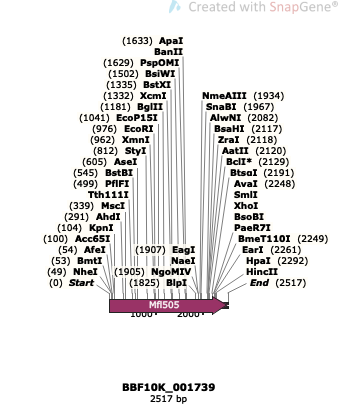 Created with SnapGene®
(1633) ApaI
BanII
(1629) PspOMI
(1502) BsiWI
(1335) BstXI
(1332) XcmI
(1181) BglII
(1041) EcoP15I
(976) EcoRI
(962) XmnI
(812) StyI
(605) AseI
(545) BstBI
(499) PflFI
Tth111I
(339) MscI
(291) AhdI
(104) KpnI
(100) Acc65I
(54) AfeI
(53) BmtI
(49) NheI
(0) Start
NmeAIII (1934)
SnaBI (1967)
AlwNI (2082)
BsaHI (2117)
ZraI (2118)
AatII (2120)
BclI* (2129)
BtsαI (2191)
AvaI (2248)
SmlI
XhoI
BsoBI
PaeR7I
BmeT110I (2249)
EarI (2261)
HpaI (2292)
HincII
End (2517)
(1907) EagI
NaeI
(1905) NgoMIV
(1825) BlpI
Mfl505
1000 2000
BBF10K_001739
2517 bp